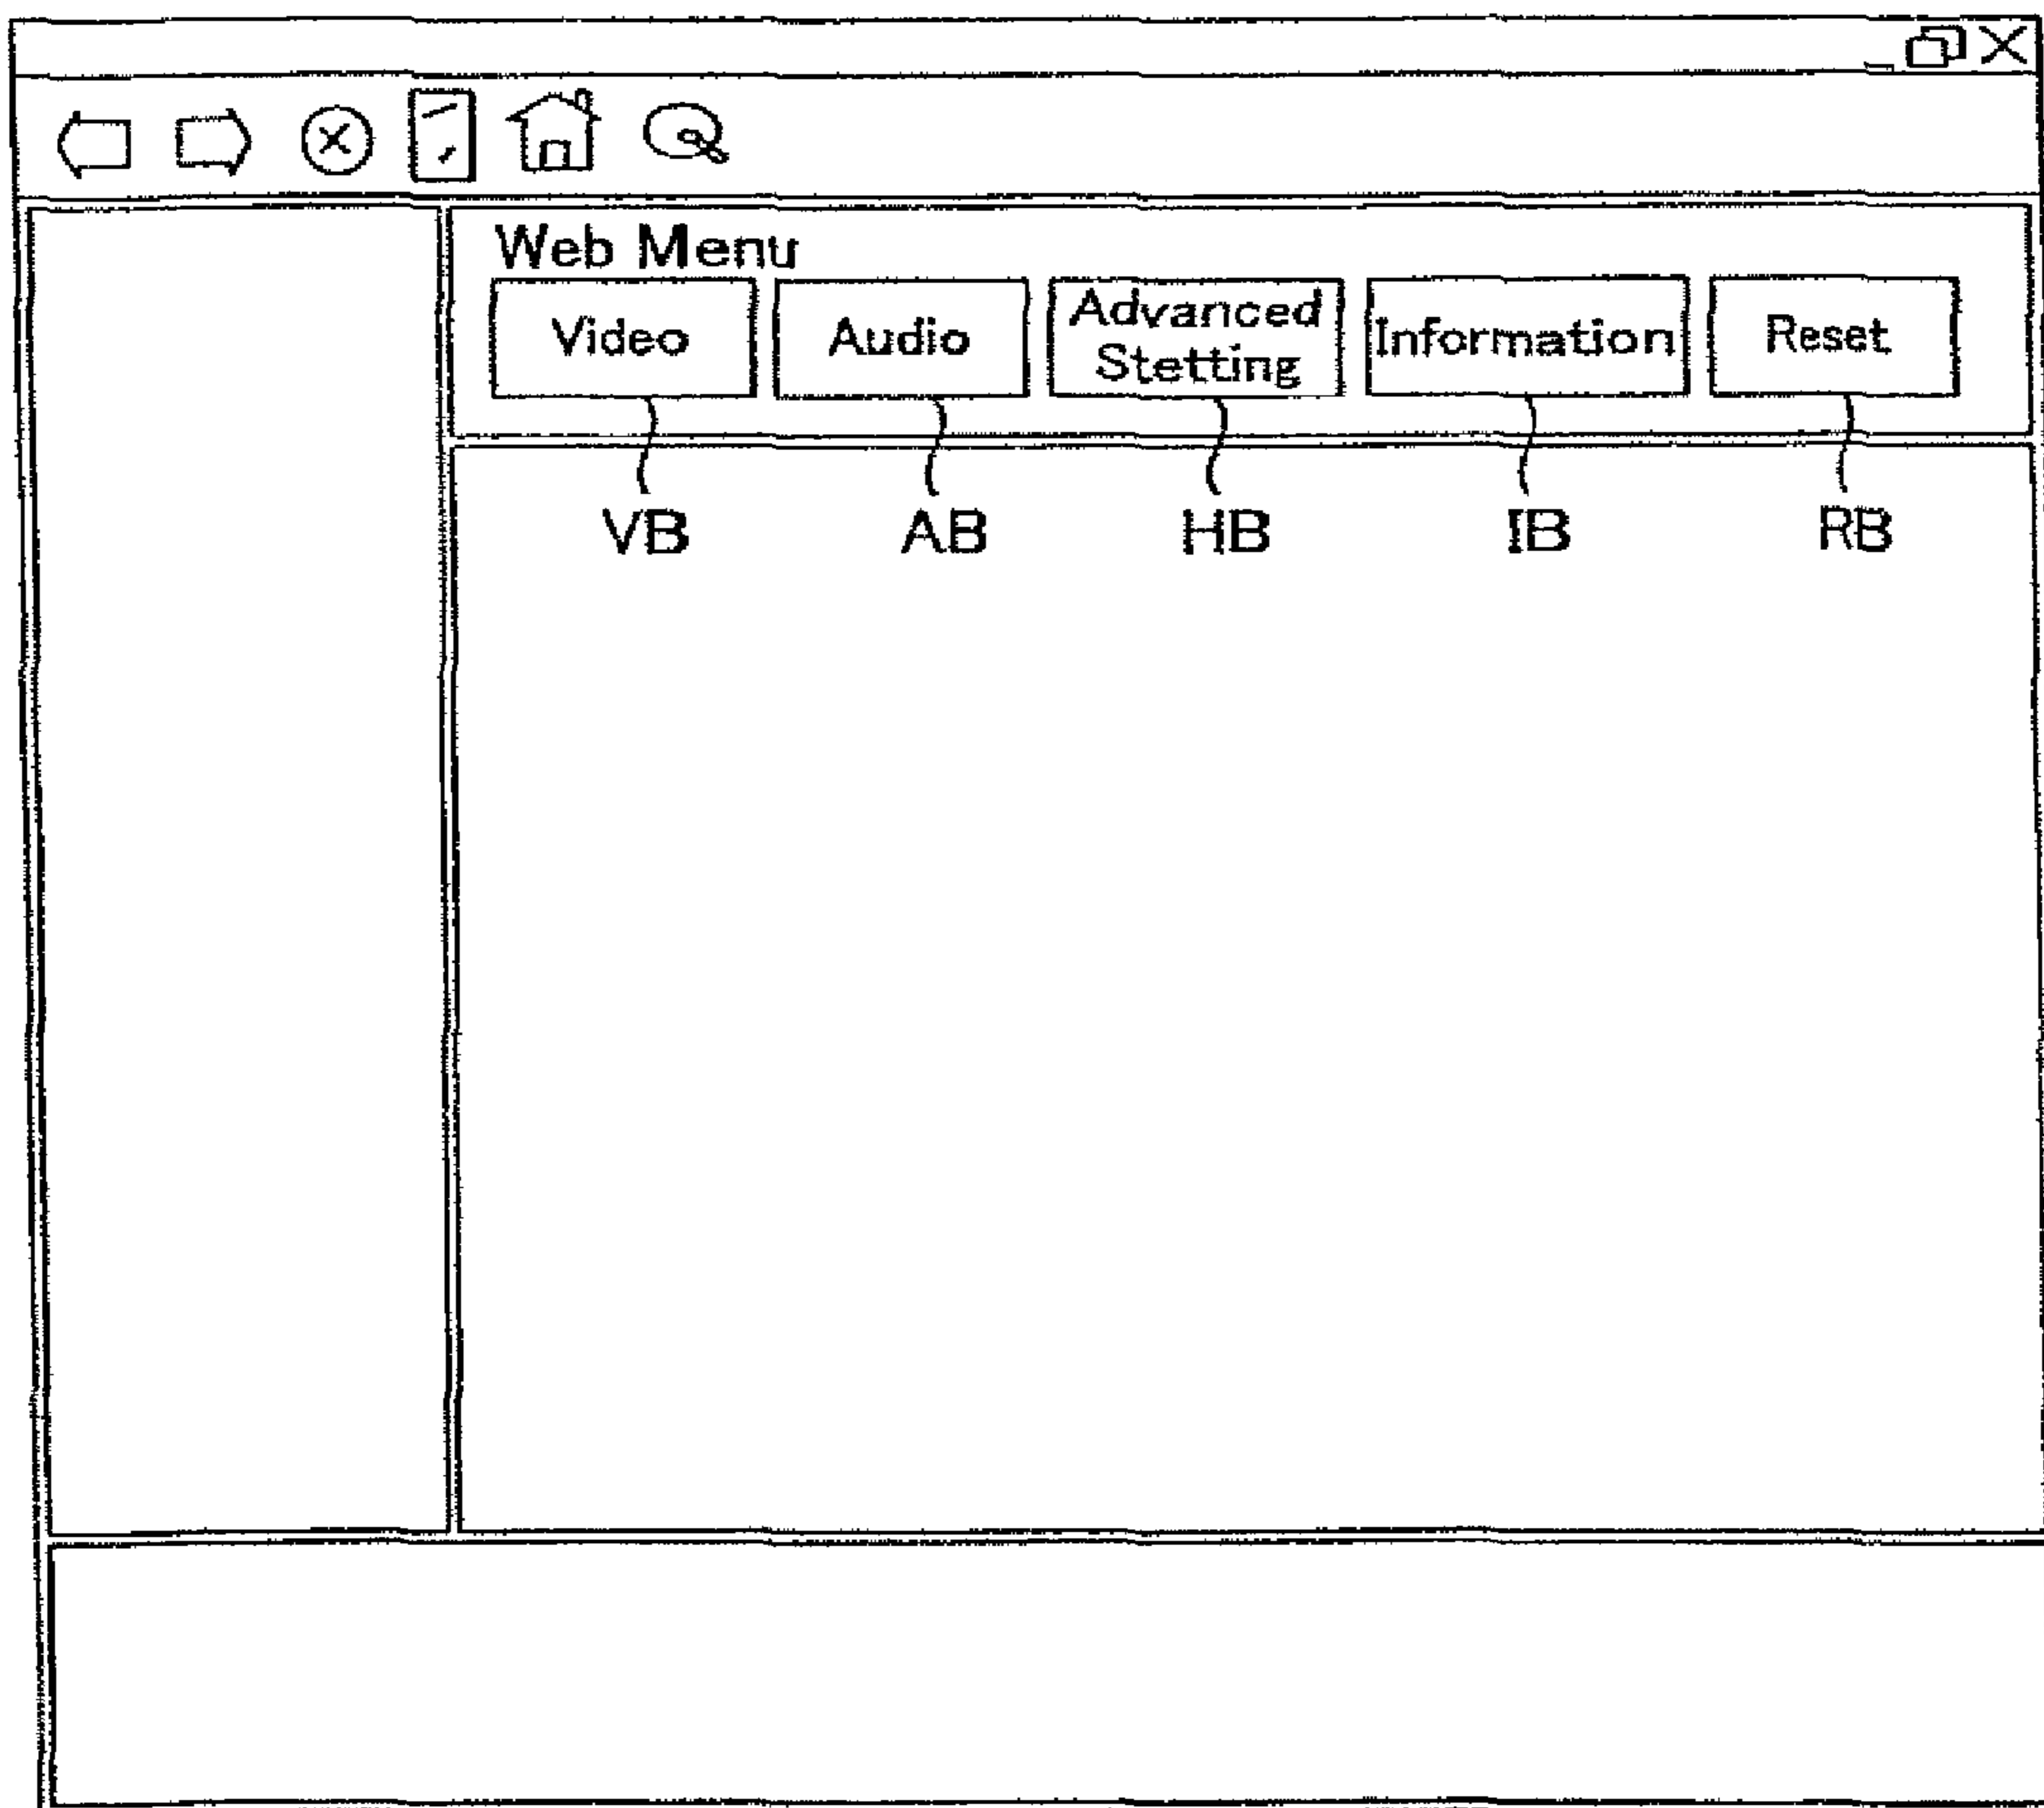 Web Menu
Video
Audio
Advanced
Stetting
Information
Reset
VB
AB
HB
IB
RB